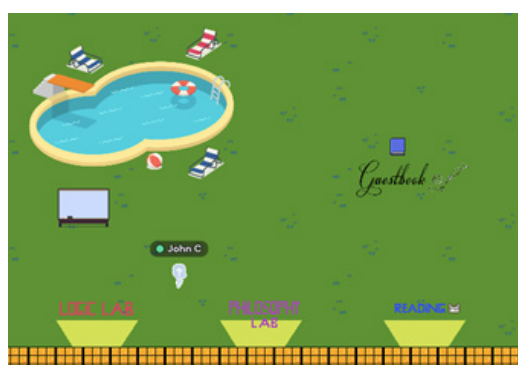 Guestbook
John C
LOGIC LAB
PHILOSOPHY
LAB
READING